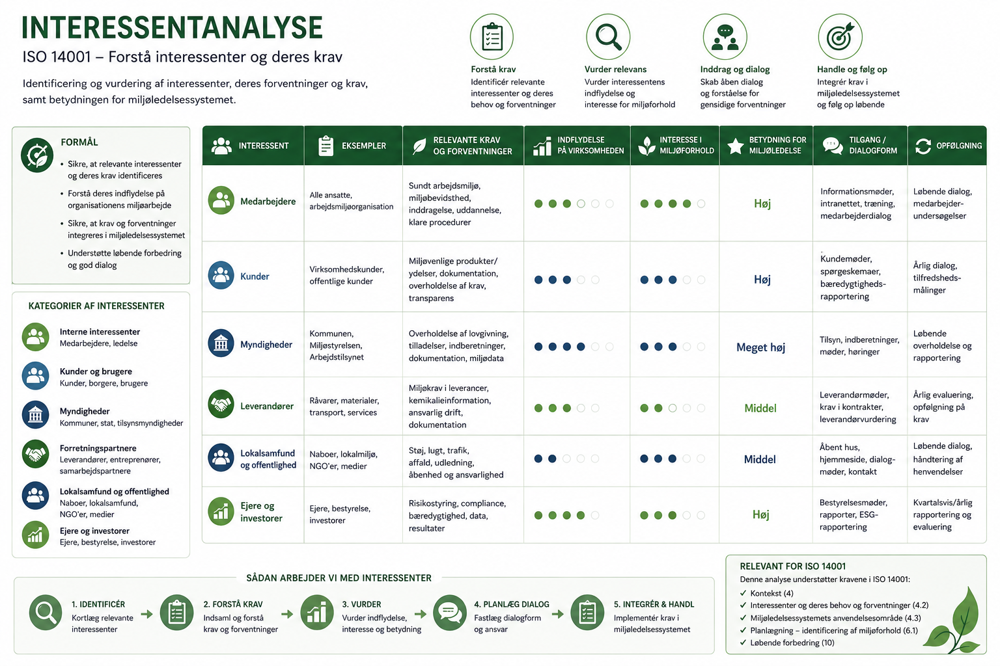 INTERESSENTANALYSE
ISO 14001 – Forstå interessenter og deres krav
Identificering og vurdering af interessenter, deres forventninger og krav,
samt betydningen for miljøledelsessystemet.
Forstå krav
Identificér relevante
interessenter og deres
behov og forventninger
Vurder relevans
Vurder interessentens
indflydelse og
interesse for miljøforhold
Inddrag og dialog
Skab åben dialog
og forståelse for
gensidige forventninger
Handle og følg op
Integrér krav i
miljøledelsessystemet
og følg op løbende
FORMÅL
• Sikre, at relevante interessenter
og deres krav identificeres
• Forstå deres indflydelse på
organisationens miljøarbejde
• Sikre, at krav og forventninger
integreres i miljøledelsessystemet
• Understøtte løbende forbedring
og god dialog
KATEGORIER AF INTERESSENTER
Interne interessenter
Medarbejdere, ledelse
Kunder og brugere
Kunder, borgere, brugere
Myndigheder
Kommuner, stat, tilsynsmyndigheder
Forretningspartnere
Leverandører, entreprenører,
samarbejdspartnere
Lokalsamfund og offentlighed
Naboer, lokalsamfund,
NGO'er, medier
Ejere og investorer
Ejere, bestyrelse, investorer
INTERESSENT
EKSEMPLER
RELEVANTE KRAV
OG FORVENTNINGER
INDFLYDELSE
PÅ VIRKSOMHEDEN
INTERESSE I
MILJØFORHOLD
BETYDNING FOR
MILJØLEDELSE
TILGANG /
DIALOGFORM
OPFØLGNING
Medarbejdere
Alle ansatte,
arbejdsmiljøorganisation
Sundt arbejdsmiljø,
miljøbevidsthed,
inddragelse, uddannelse,
klare procedurer
Høj
Informationsmøder,
intranettet, træning,
medarbejderdialog
Løbende dialog,
medarbejder-
undersøgelser
Kunder
Virksomhedskunder,
offentlige kunder
Miljøvenlige produkter/
ydelser, dokumentation,
overholdelse af krav,
transparens
Høj
Kundemøder,
spørgeskemaer,
bæredygtigheds-
rapportering
Årlig dialog,
tilfredsheds-
målinger
Myndigheder
Kommunen,
Miljøstyrelsen,
Arbejdstilsynet
Overholdelse af lovgivning,
tilladelser, indberetninger,
dokumentation, miljødata
Meget høj
Tilsyn, indberetninger,
møder, høringer
Løbende
overholdelse og
rapportering
Leverandører
Råvarer, materialer,
transport, services
Miljøkrav i leverancer,
kemikalieinformation,
ansvarlig drift,
dokumentation
Middel
Leverandørmøder,
krav i kontrakter,
leverandørvurdering
Årlig evaluering,
opfølgning på
krav
Lokalsamfund
og offentlighed
Naboer, lokalmiljø,
NGO'er, medier
Støj, lugt, trafik,
affald, udledning,
åbenhed og ansvarlighed
Middel
Åbent hus,
hjemmeside, dialog-
møder, kontakt
Løbende dialog,
håndtering af
henvendelser
Ejere og
investorer
Ejere, bestyrelse,
investorer
Risikostyring, compliance,
bæredygtighed, data,
resultater
Høj
Bestyrelsesmøder,
rapporter, ESG-
rapportering
Kvartalsvis/årlig
rapportering og
evaluering
SÅDAN ARBEJDER VI MED INTERESSENTER
1. IDENTIFICÉR
Kortlæg relevante
interessenter
2. FORSTÅ KRAV
Indsaml og forstå
krav og forventninger
3. VURDER
Vurder indflydelse,
interesse og betydning
4. PLANLÆG DIALOG
Fastlæg dialogform
og ansvar
5. INTEGRÉR & HANDL
Implementér krav i
miljøledelsessystemet
RELEVANT FOR ISO 14001
Denne analyse understøtter kravene i ISO 14001:
✓ Kontekst (4)
✓ Interessenter og deres behov og forventninger (4.2)
✓ Miljøledelsessystemets anvendelsesområde (4.3)
✓ Planlægning – identificering af miljøforhold (6.1)
✓ Løbende forbedring (10)